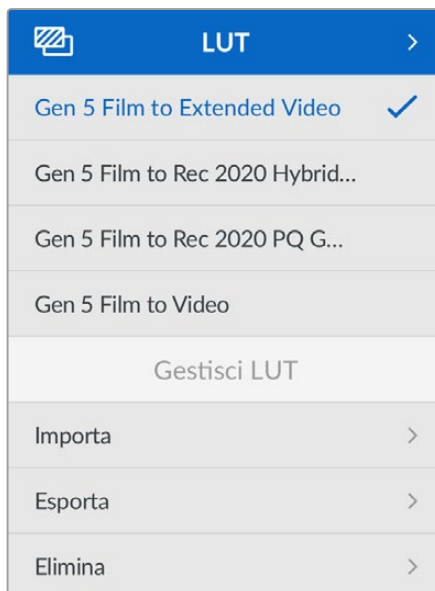 LUT
Gen 5 Film to Extended Video
Gen 5 Film to Rec 2020 Hybrid...
Gen 5 Film to Rec 2020 PQ G...
Gen 5 Film to Video
Gestisci LUT
Importa
Esporta
Elimina